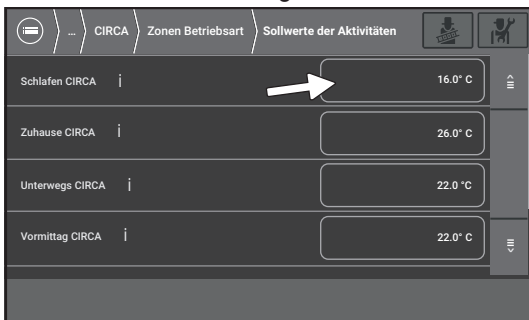 ... CIRCA Zonen Betriebsart Sollwerte der Aktivitäten
Schlafen CIRCA i 16.0° C
Zuhause CIRCA i 26.0° C
Unterwegs CIRCA i 22.0 °C
Vormittag CIRCA i 22.0° C